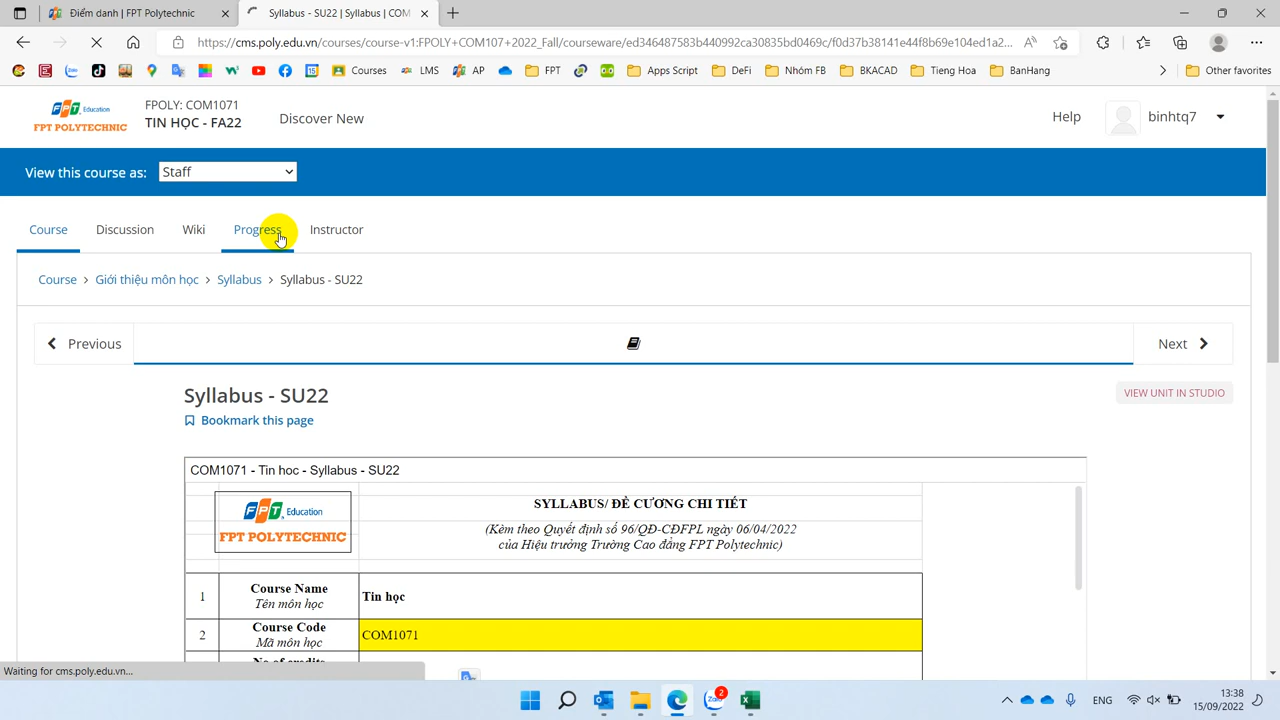 Điểm danh | FPT Polytechnic
Syllabus - SU22 | Syllabus | COM
https://cms.poly.edu.vn/courses/course-v1:FPOLY+COM107+2022_Fall/courseware/ed346487583b440992ca30835bd0469c/f0d37b38141e44f8b69e104ed1a2...
Courses LMS AP FPT Apps Script DeFi Nhóm FB BKACAD Tieng Hoa BanHang Other favorites
Education
FPT POLYTECHNIC
FPOLY: COM1071
TIN HỌC - FA22
Discover New
Help
binhtq7
View this course as: Staff
Course Discussion Wiki Progress Instructor
Course > Giới thiệu môn học > Syllabus > Syllabus - SU22
Previous
Next
Syllabus - SU22
VIEW UNIT IN STUDIO
Bookmark this page
COM1071 - Tin hoc - Syllabus - SU22
FPT Education
FPT POLYTECHNIC
SYLLABUS/ ĐỀ CƯƠNG CHI TIẾT
(Kèm theo Quyết định số 96/QĐ-CĐFPL ngày 06/04/2022
của Hiệu trưởng Trường Cao đẳng FPT Polytechnic)
1 Course Name
Tên môn học
Tin học
2 Course Code
Mã môn học
COM1071
No of credits
Waiting for cms.poly.edu.vn...
2
ENG
13:38
15/09/2022